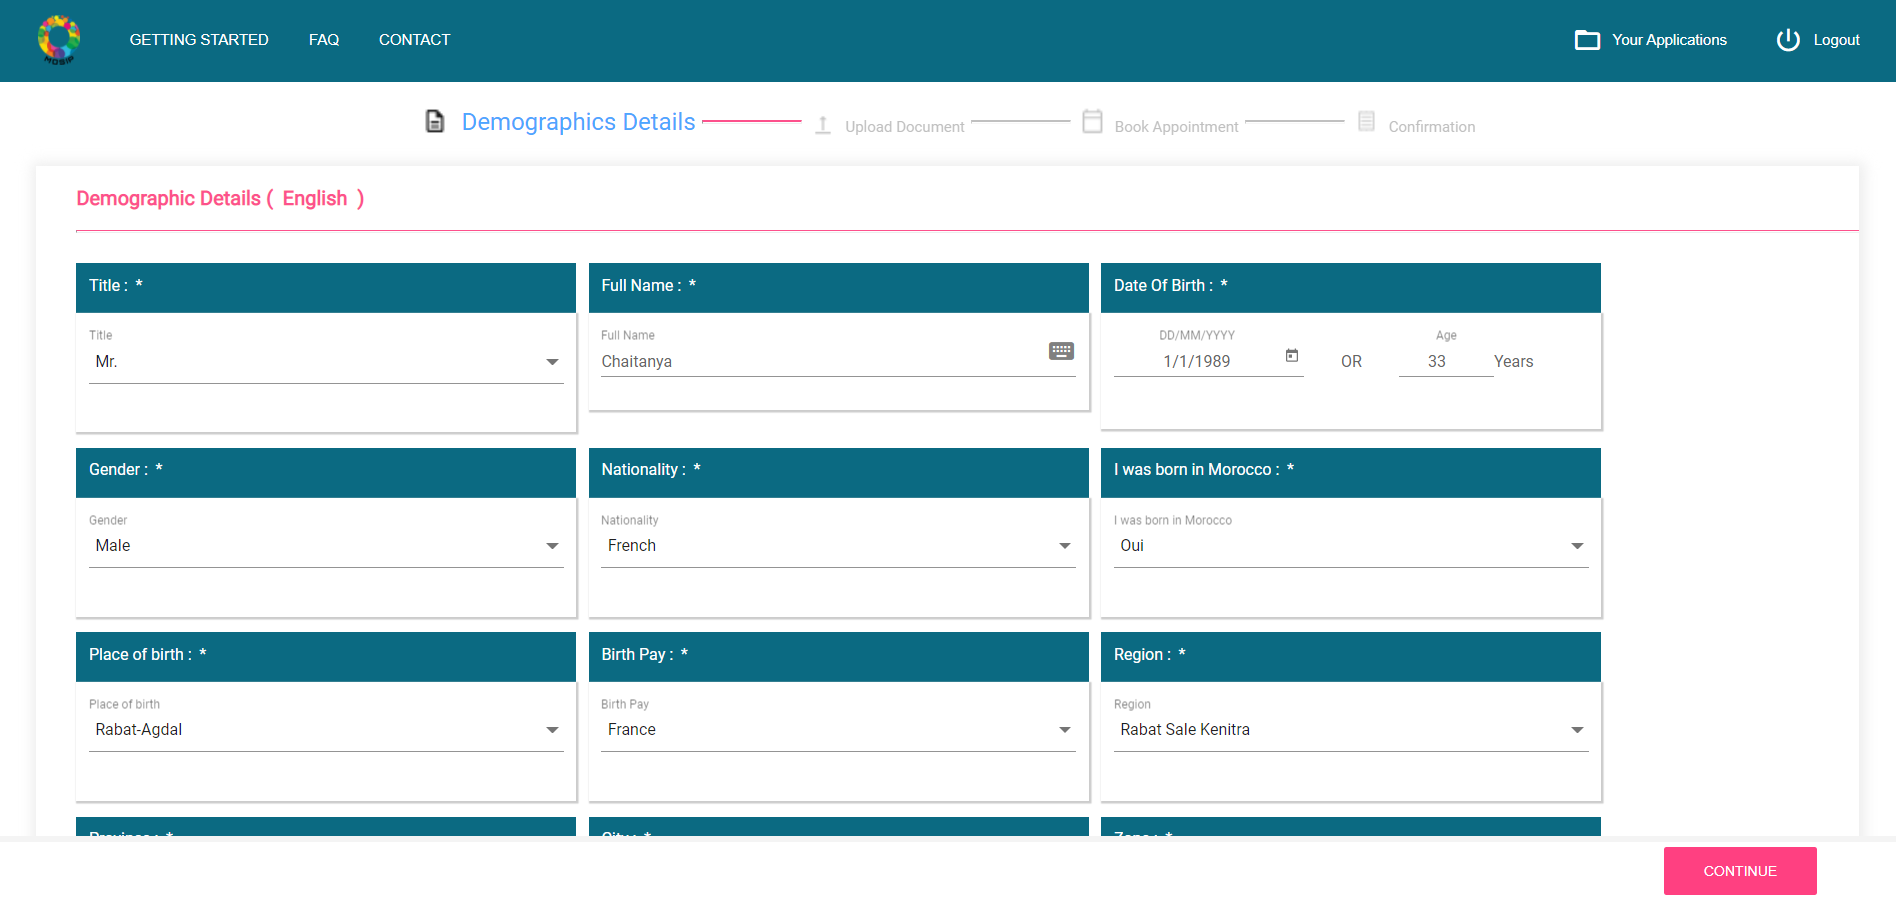 MOSIP
GETTING STARTED FAQ CONTACT Your Applications Logout
Demographics Details Upload Document Book Appointment Confirmation
Demographic Details ( English )
Title : * Full Name : * Date Of Birth : *
Title Full Name DD/MM/YYYY Age
Mr. Chaitanya 1/1/1989 OR 33 Years
Gender : * Nationality : * I was born in Morocco : *
Gender Nationality I was born in Morocco
Male French Oui
Place of birth : * Birth Pay : * Region : *
Place of birth Birth Pay Region
Rabat-Agdal France Rabat Sale Kenitra
Province : * City : * Zone : *
CONTINUE